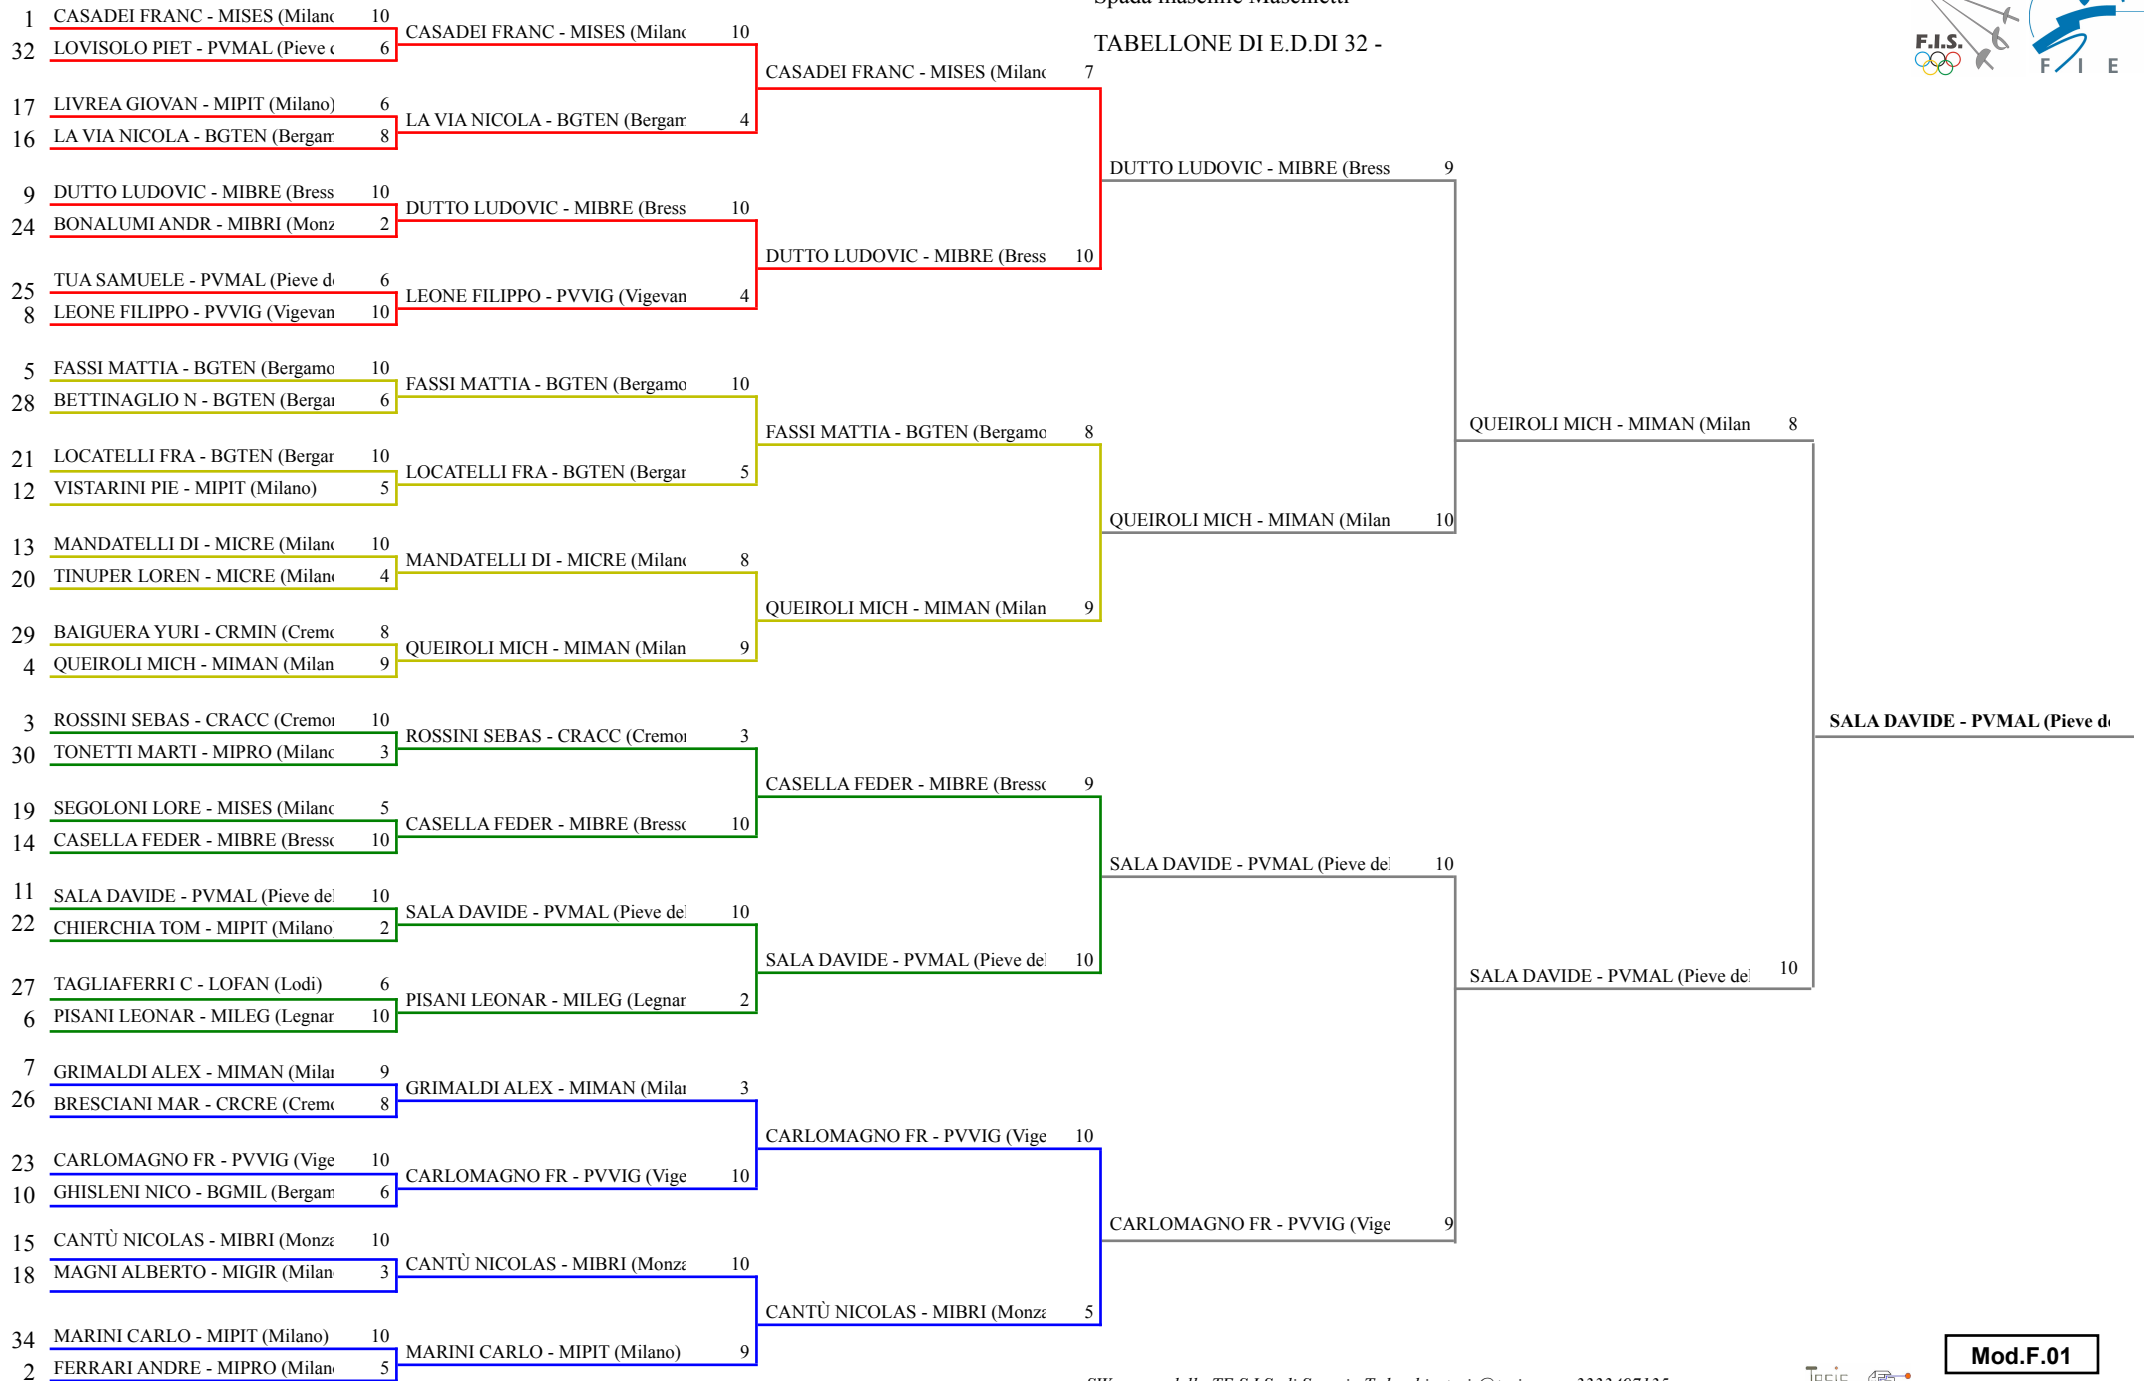 Spada maschile Maschietti
TABELLONE DI E.D.DI 32 -
F.I.S.
F I E
1 CASADEI FRANC - MISES (Milano 10
32 LOVISOLO PIET - PVMAL (Pieve 6
17 LIVREA GIOVAN - MIPIT (Milano) 6
16 LA VIA NICOLA - BGTEN (Bergam 8
9 DUTTO LUDOVIC - MIBRE (Bress 10
24 BONALUMI ANDR - MIBRI (Monz 2
25 TUA SAMUELE - PVMAL (Pieve d 6
8 LEONE FILIPPO - PVVIG (Vigevan 10
5 FASSI MATTIA - BGTEN (Bergamo 10
28 BETTINAGLIO N - BGTEN (Bergam 6
21 LOCATELLI FRA - BGTEN (Bergam 10
12 VISTARINI PIE - MIPIT (Milano) 5
13 MANDATELLI DI - MICRE (Milano 10
20 TINUPER LOREN - MICRE (Milano 4
29 BAIGUERA YURI - CRMIN (Cremo 8
4 QUEIROLI MICH - MIMAN (Milan 9
3 ROSSINI SEBAS - CRACC (Cremon 10
30 TONETTI MARTI - MIPRO (Milano 3
19 SEGOLONI LORE - MISES (Milano 5
14 CASELLA FEDER - MIBRE (Bresso 10
11 SALA DAVIDE - PVMAL (Pieve del 10
22 CHIERCHIA TOM - MIPIT (Milano) 2
27 TAGLIAFERRI C - LOFAN (Lodi) 6
6 PISANI LEONAR - MILEG (Legnan 10
7 GRIMALDI ALEX - MIMAN (Milan 9
26 BRESCIANI MAR - CRCRE (Cremo 8
23 CARLOMAGNO FR - PVVIG (Vige 10
10 GHISLENI NICO - BGMIL (Bergam 6
15 CANTÙ NICOLAS - MIBRI (Monza 10
18 MAGNI ALBERTO - MIGIR (Milan 3
34 MARINI CARLO - MIPIT (Milano) 10
2 FERRARI ANDRE - MIPRO (Milan 5
CASADEI FRANC - MISES (Milano 10
LA VIA NICOLA - BGTEN (Bergam 4
DUTTO LUDOVIC - MIBRE (Bress 10
LEONE FILIPPO - PVVIG (Vigevan 4
FASSI MATTIA - BGTEN (Bergamo 10
LOCATELLI FRA - BGTEN (Bergam 5
MANDATELLI DI - MICRE (Milano 8
QUEIROLI MICH - MIMAN (Milan 9
ROSSINI SEBAS - CRACC (Cremon 3
CASELLA FEDER - MIBRE (Bresso 10
SALA DAVIDE - PVMAL (Pieve del 10
PISANI LEONAR - MILEG (Legnan 2
GRIMALDI ALEX - MIMAN (Milan 3
CARLOMAGNO FR - PVVIG (Vige 10
CANTÙ NICOLAS - MIBRI (Monza 10
MARINI CARLO - MIPIT (Milano) 9
CASADEI FRANC - MISES (Milano 7
DUTTO LUDOVIC - MIBRE (Bress 10
FASSI MATTIA - BGTEN (Bergamo 8
QUEIROLI MICH - MIMAN (Milan 9
CASELLA FEDER - MIBRE (Bresso 9
SALA DAVIDE - PVMAL (Pieve del 10
CARLOMAGNO FR - PVVIG (Vige 10
CANTÙ NICOLAS - MIBRI (Monza 5
DUTTO LUDOVIC - MIBRE (Bress 9
QUEIROLI MICH - MIMAN (Milan 10
SALA DAVIDE - PVMAL (Pieve del 10
CARLOMAGNO FR - PVVIG (Vige 9
QUEIROLI MICH - MIMAN (Milan 8
SALA DAVIDE - PVMAL (Pieve del 10
SALA DAVIDE - PVMAL (Pieve de
Mod.F.01